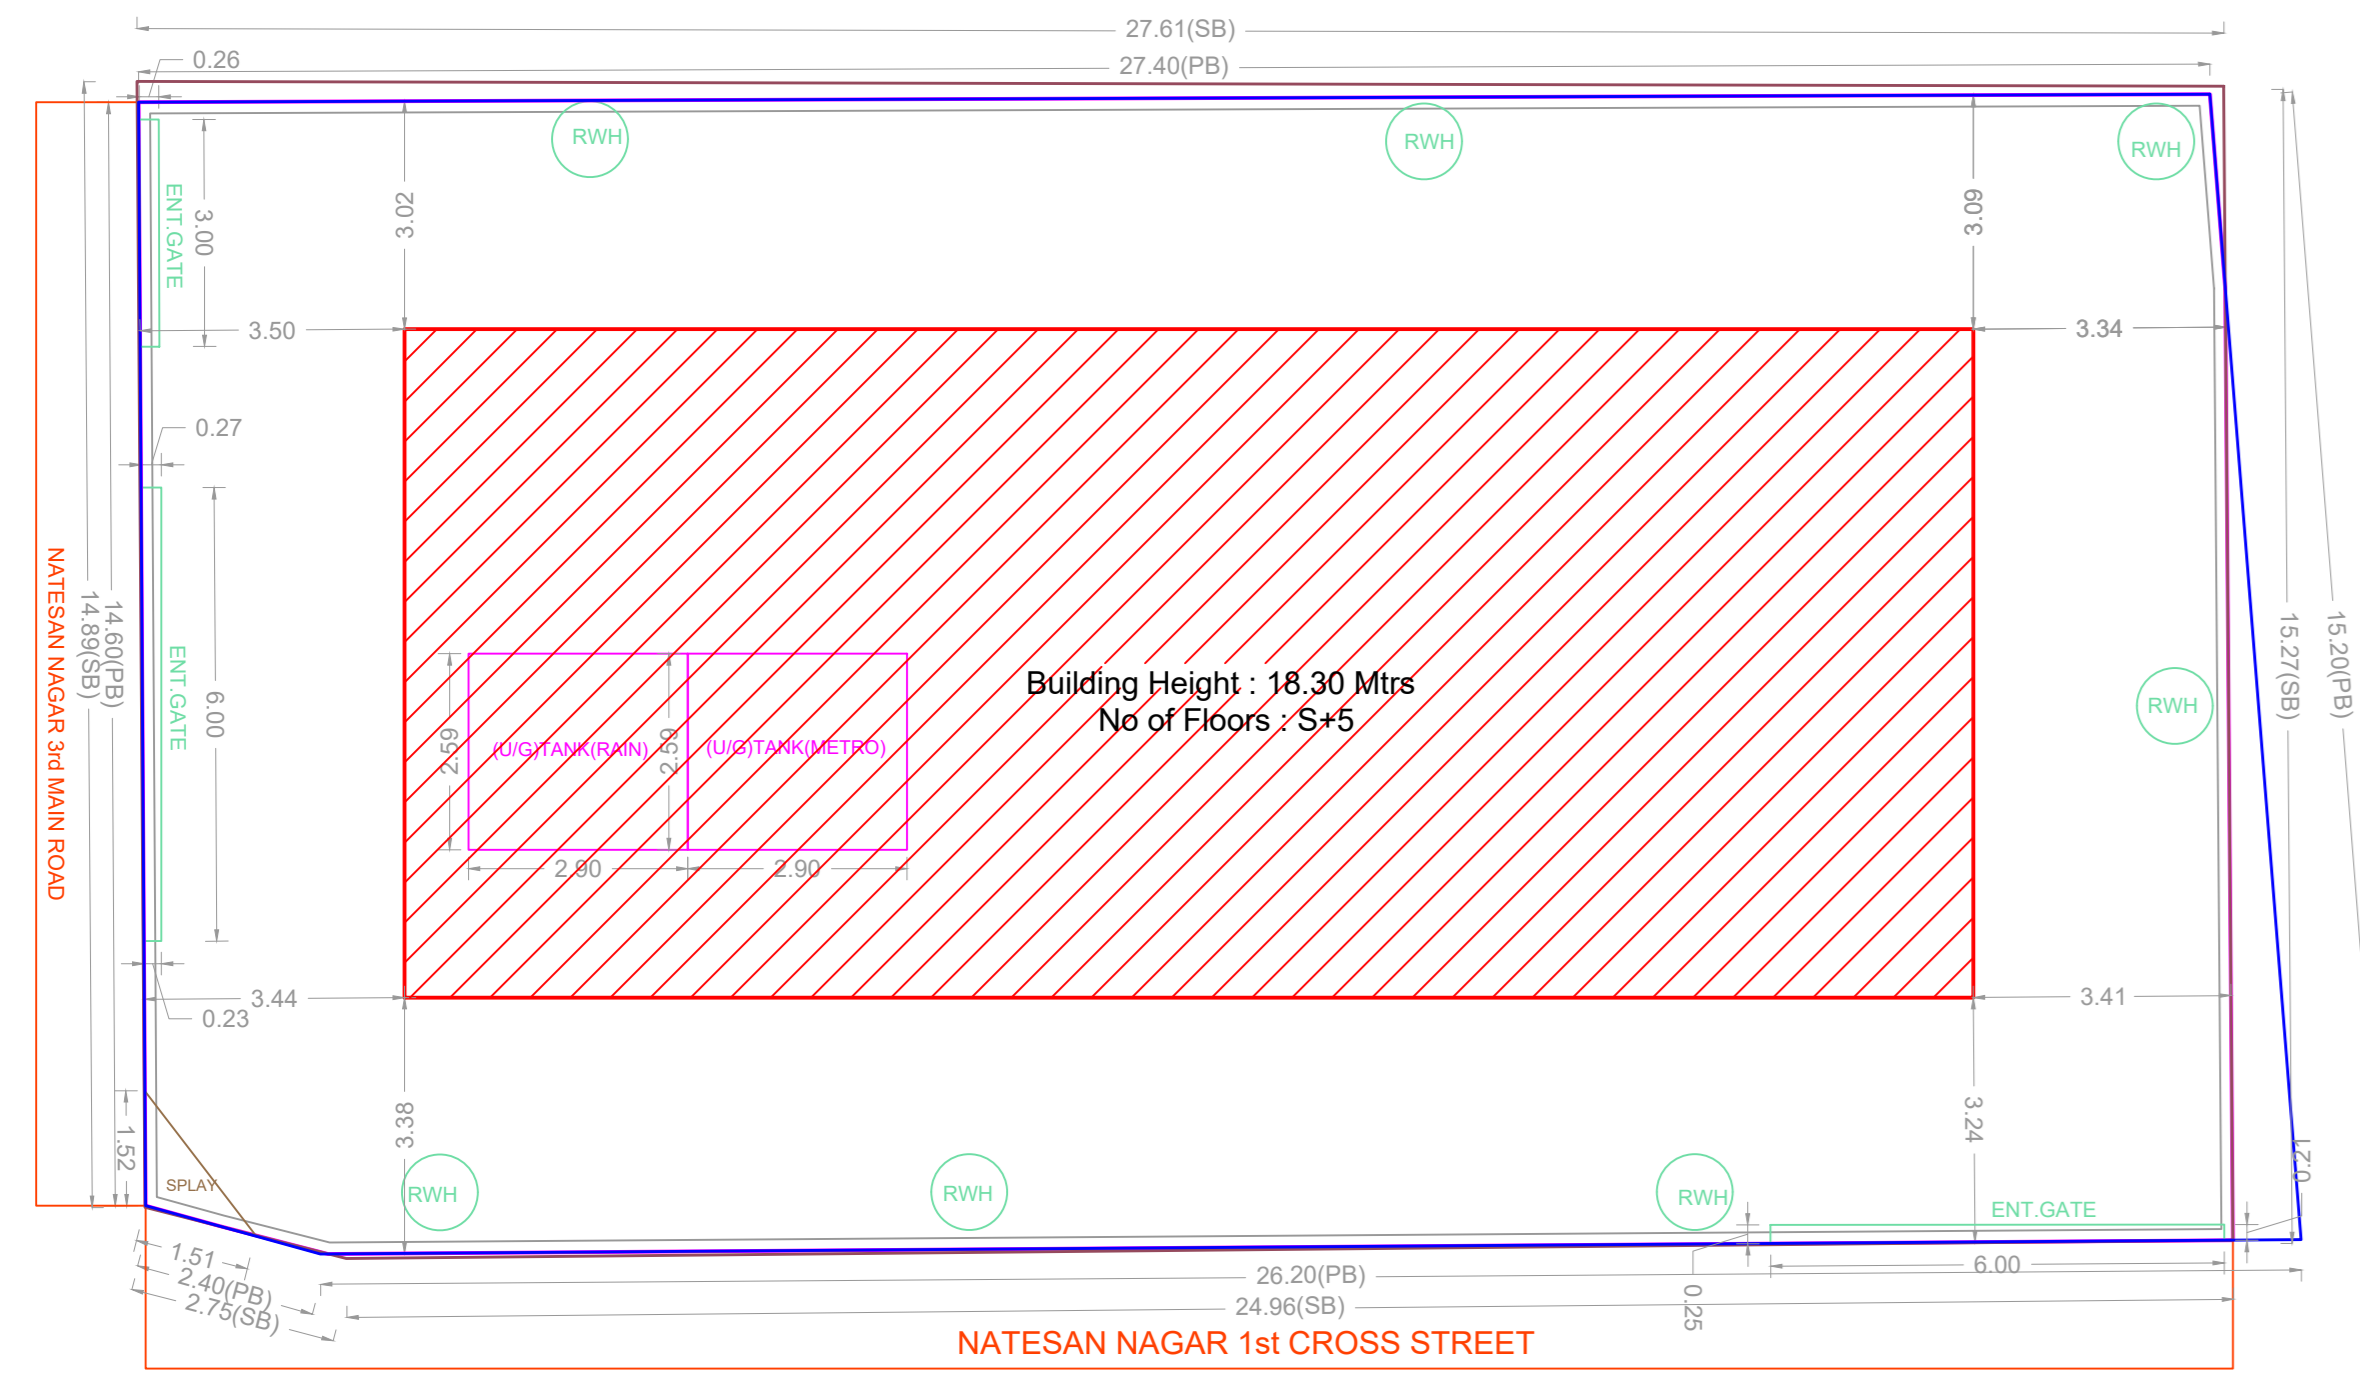 27.61(SB)
27.40(PB)
0.26
RWH
RWH
RWH
ENT.GATE
3.00
3.02
3.09
3.50
3.34
0.27
NATESAN NAGAR 3rd MAIN ROAD
14.89(SB)
14.60(PB)
ENT.GATE
6.00
2.59
(U/G)TANK(RAIN)
2.59
(U/G)TANK(METRO)
2.90
2.90
Building Height : 18.30 Mtrs
No of Floors : S+5
RWH
15.27(SB)
15.20(PB)
3.44
0.23
3.41
3.38
3.24
1.52
SPLAY
RWH
RWH
RWH
ENT.GATE
0.21
6.00
0.25
1.51
2.40(PB)
2.75(SB)
26.20(PB)
24.96(SB)
NATESAN NAGAR 1st CROSS STREET